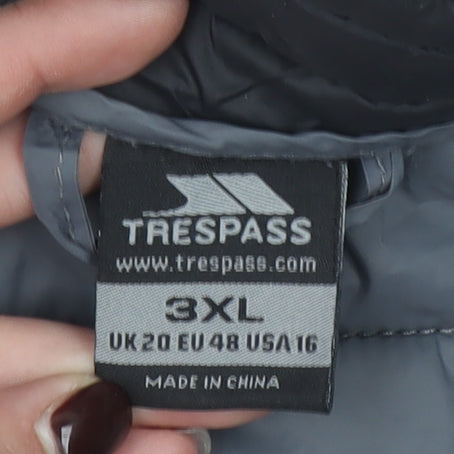 TRESPASS
www.trespass.com
3XL
UK 20 EU 48 USA 16
MADE IN CHINA